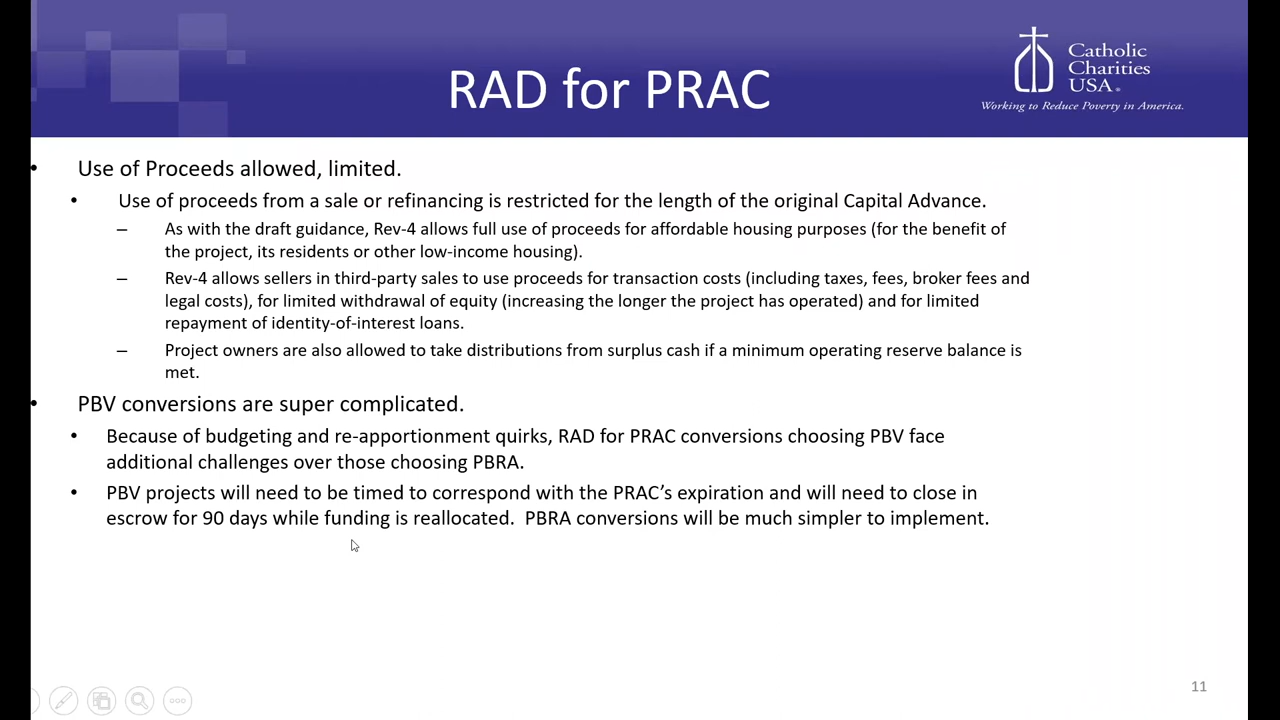 RAD for PRAC
Catholic
Charities
USA®
Working to Reduce Poverty in America.
• Use of Proceeds allowed, limited.
• Use of proceeds from a sale or refinancing is restricted for the length of the original Capital Advance.
– As with the draft guidance, Rev-4 allows full use of proceeds for affordable housing purposes (for the benefit of
the project, its residents or other low-income housing).
– Rev-4 allows sellers in third-party sales to use proceeds for transaction costs (including taxes, fees, broker fees and
legal costs), for limited withdrawal of equity (increasing the longer the project has operated) and for limited
repayment of identity-of-interest loans.
– Project owners are also allowed to take distributions from surplus cash if a minimum operating reserve balance is
met.
• PBV conversions are super complicated.
• Because of budgeting and re-apportionment quirks, RAD for PRAC conversions choosing PBV face
additional challenges over those choosing PBRA.
• PBV projects will need to be timed to correspond with the PRAC’s expiration and will need to close in
escrow for 90 days while funding is reallocated.  PBRA conversions will be much simpler to implement.
11